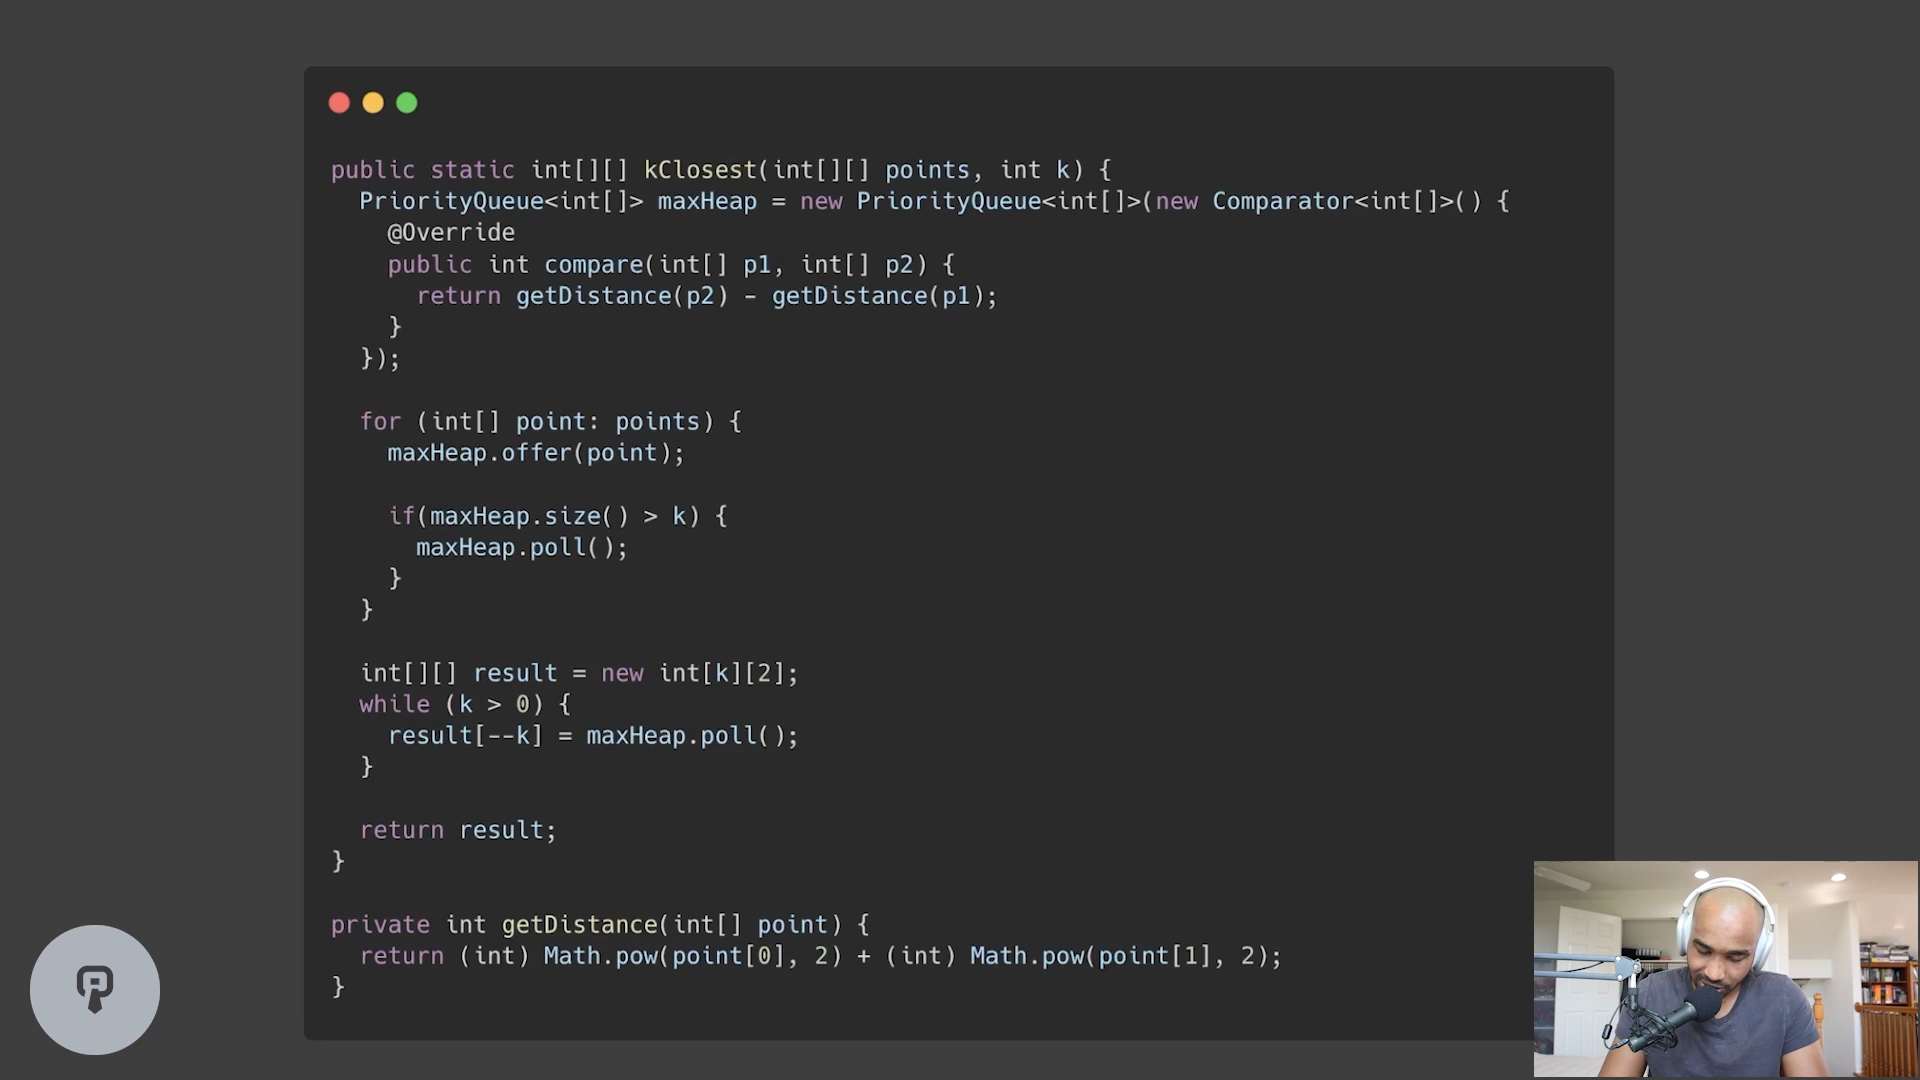 public static int[][] kClosest(int[][] points, int k) {
  PriorityQueue<int[]> maxHeap = new PriorityQueue<int[]>(new Comparator<int[]>() {
    @Override
    public int compare(int[] p1, int[] p2) {
      return getDistance(p2) - getDistance(p1);
    }
  });
  for (int[] point: points) {
    maxHeap.offer(point);
    if(maxHeap.size() > k) {
      maxHeap.poll();
    }
  }
  int[][] result = new int[k][2];
  while (k > 0) {
    result[--k] = maxHeap.poll();
  }
  return result;
}
private int getDistance(int[] point) {
  return (int) Math.pow(point[0], 2) + (int) Math.pow(point[1], 2);
}